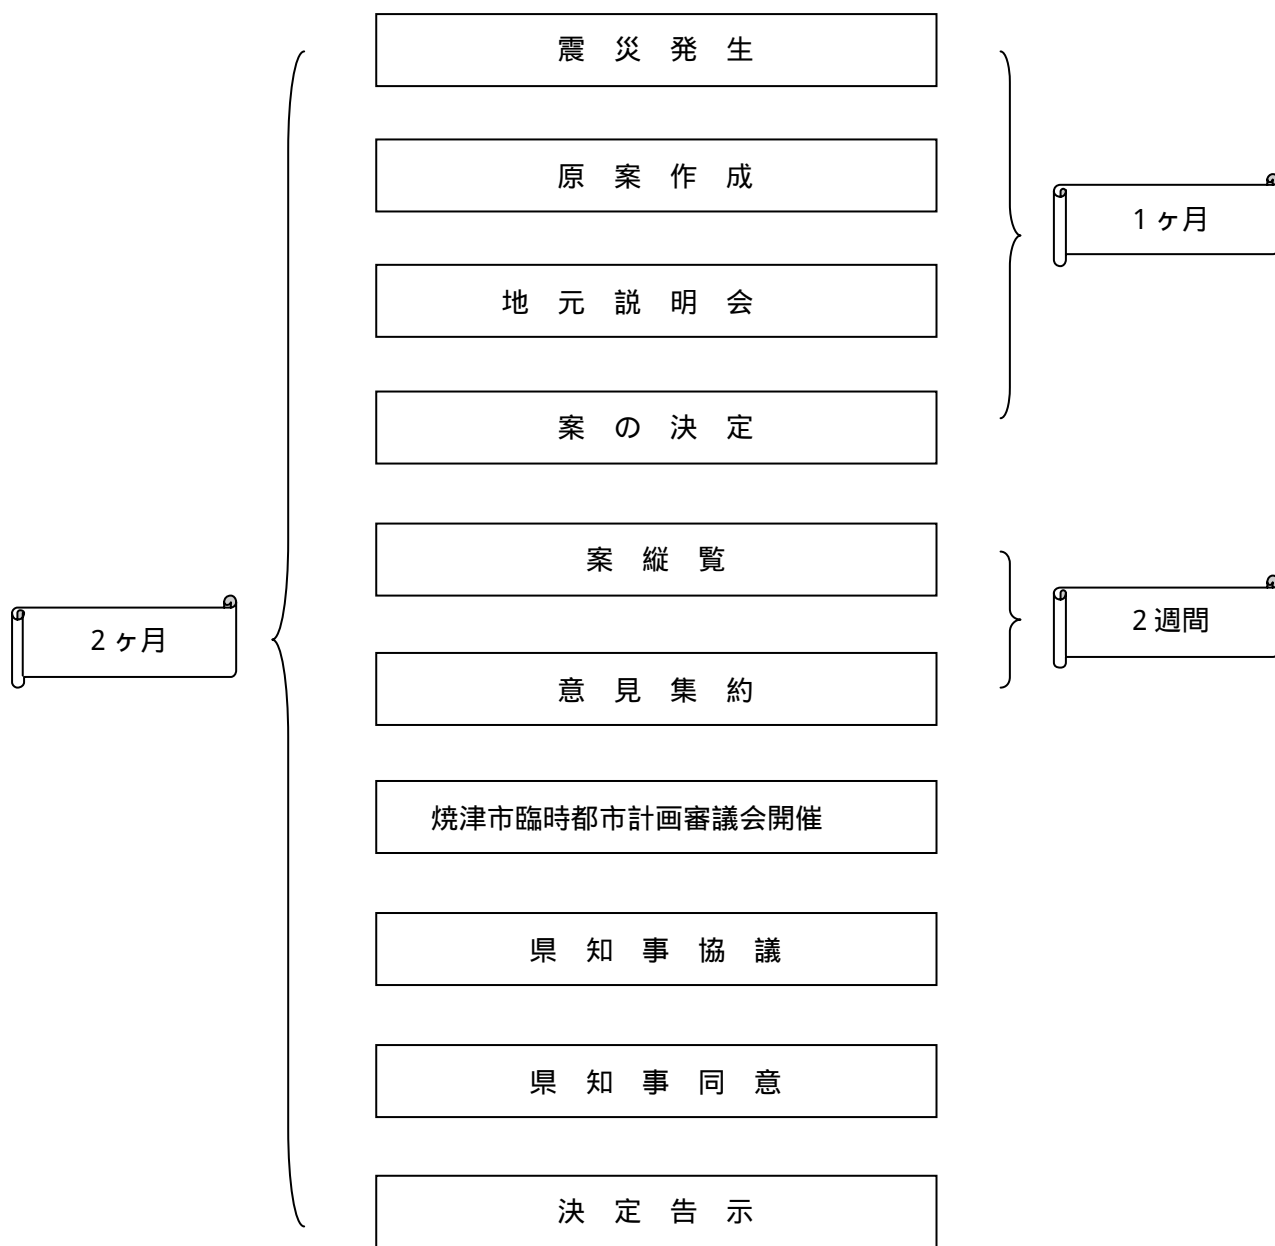 震　災　発　生
原　案　作　成
1 ヶ月
地　元　説　明　会
案　の　決　定
案　縦　覧
2 週間
2 ヶ月
意　見　集　約
焼津市臨時都市計画審議会開催
県　知　事　協　議
県　知　事　同　意
決　定　告　示